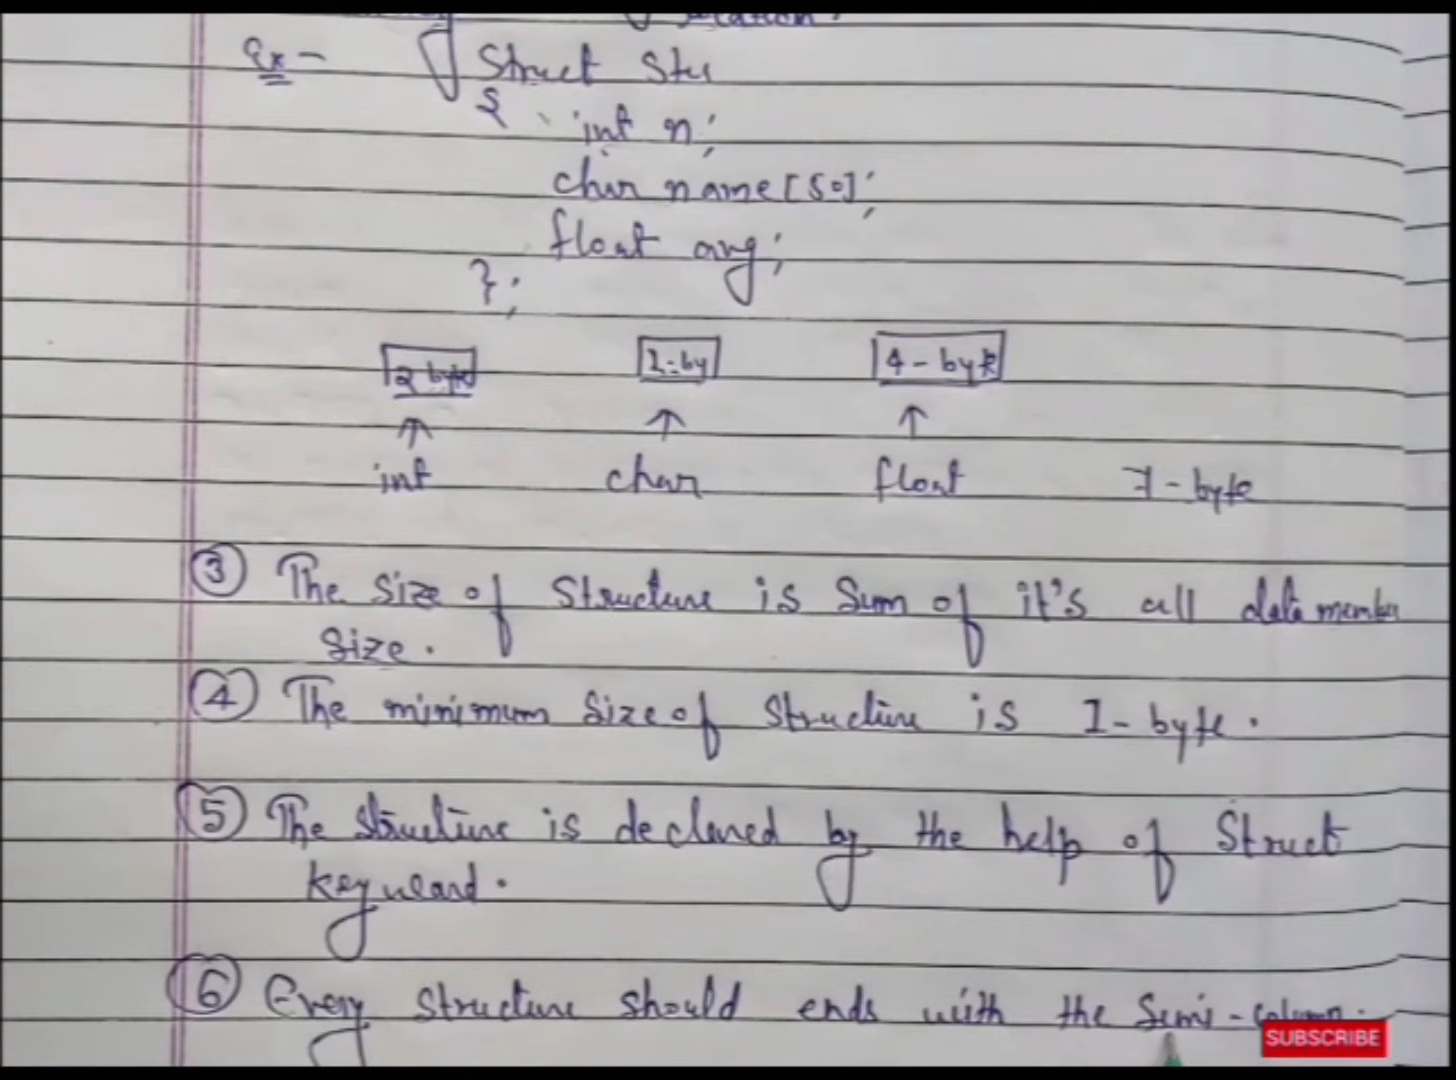 Ex -
Struct Stu
{ int n;
char name[50];
float avg;
};
2 byte 1-by 4-byte
int char float 7-byte
③ The Size of Structure is Sum of it's all data member
Size.
④ The minimum Size of Structure is 1-byte.
⑤ The structure is declared by the help of Struct
keyword.
⑥ Every Structure should ends with the Semi-column.
SUBSCRIBE